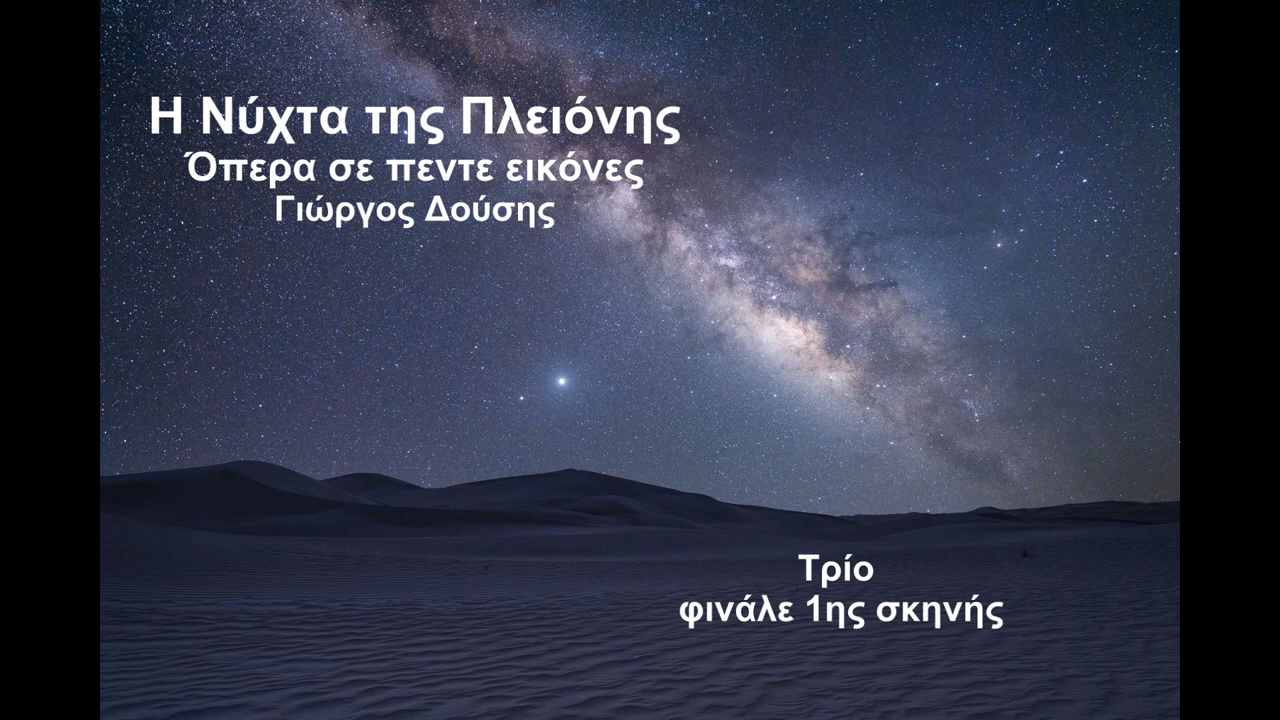 Η Νύχτα της Πλειόνης
Όπερα σε πεντε εικόνες
Γιώργος Δούσης
Τρίο
φινάλε 1ης σκηνής